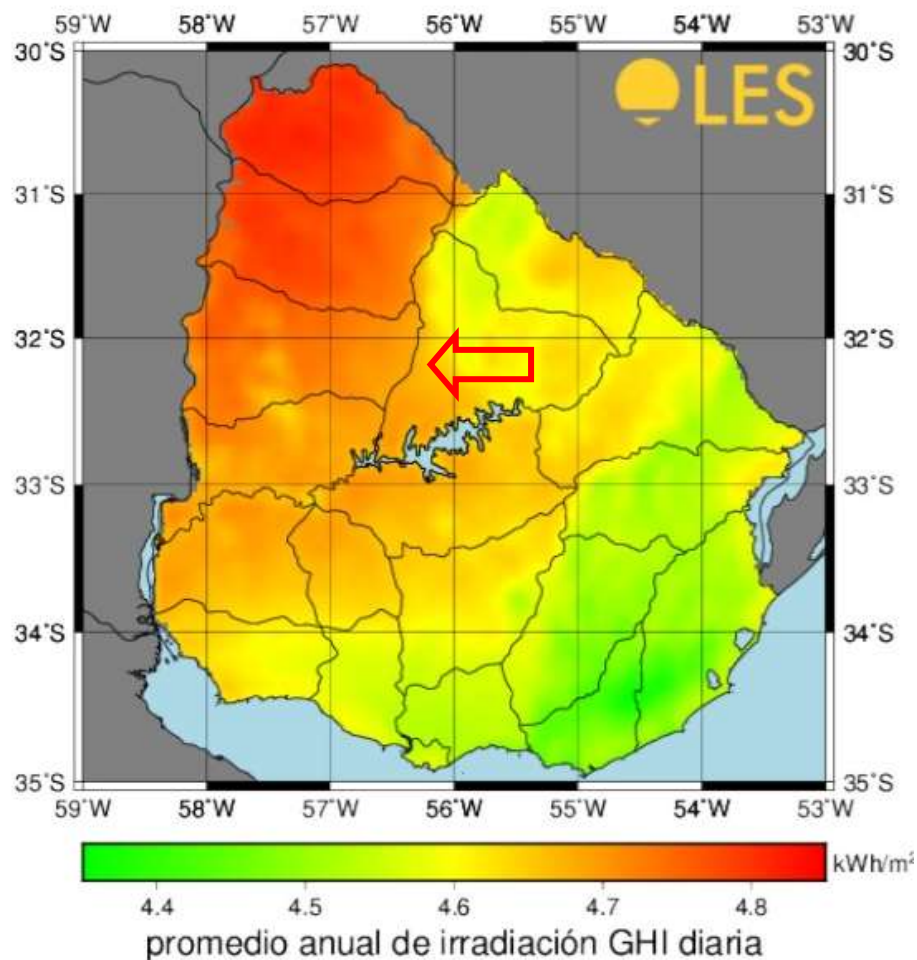 59°W 58°W 57°W 56°W 55°W 54°W 53°W
30°S 30°S
LES
31°S 31°S
32°S 32°S
33°S 33°S
34°S 34°S
35°S 35°S
59°W 58°W 57°W 56°W 55°W 54°W 53°W
kWh/m²
4.4 4.5 4.6 4.7 4.8
promedio anual de irradiación GHI diaria